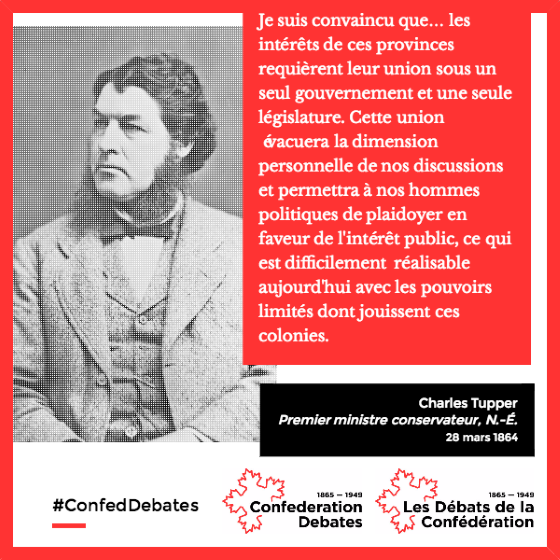 Je suis convaincu que... les
intérêts de ces provinces
requièrent leur union sous un
seul gouvernement et une seule
législature. Cette union
évacuera la dimension
personnelle de nos discussions
et permettra à nos hommes
politiques de plaidoyer en
faveur de l'intérêt public, ce qui
est difficilement réalisable
aujourd'hui avec les pouvoirs
limités dont jouissent ces
colonies.
Charles Tupper
Premier ministre conservateur, N.-É.
28 mars 1864
#ConfedDebates
1865 — 1949
Confederation
Debates
1865 — 1949
Les Débats de la
Confédération